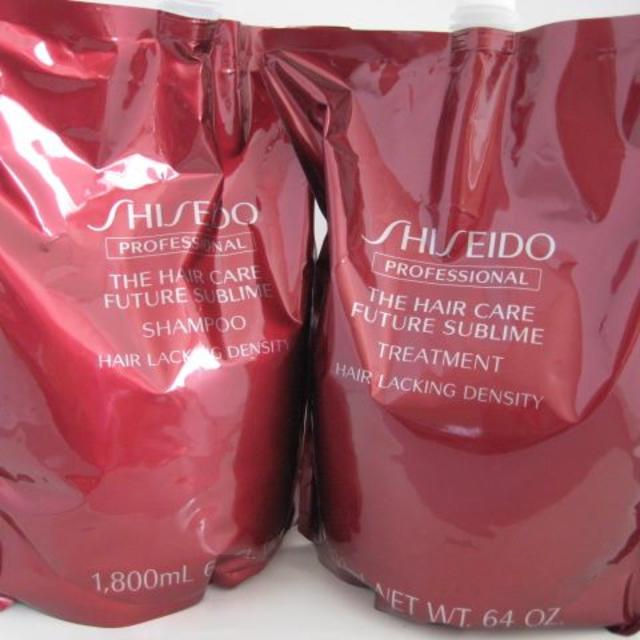 SHISEIDO
PROFESSIONAL
THE HAIR CARE
FUTURE SUBLIME
SHAMPOO
HAIR LACKING DENSITY
1,800mL
SHISEIDO
PROFESSIONAL
THE HAIR CARE
FUTURE SUBLIME
TREATMENT
HAIR LACKING DENSITY
NET WT. 64 OZ.